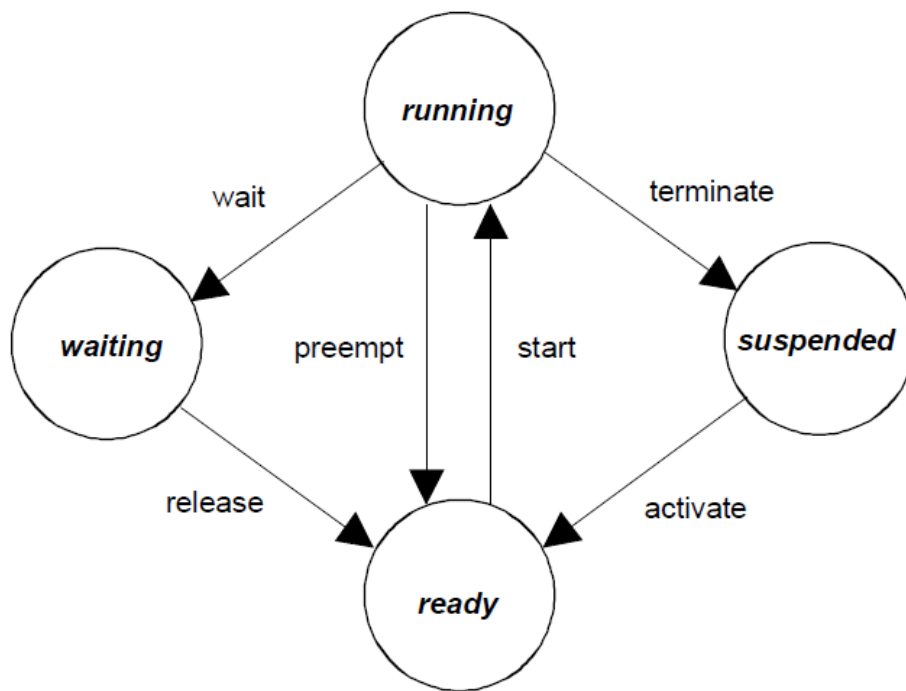 running
wait
terminate
waiting
preempt
start
suspended
release
activate
ready